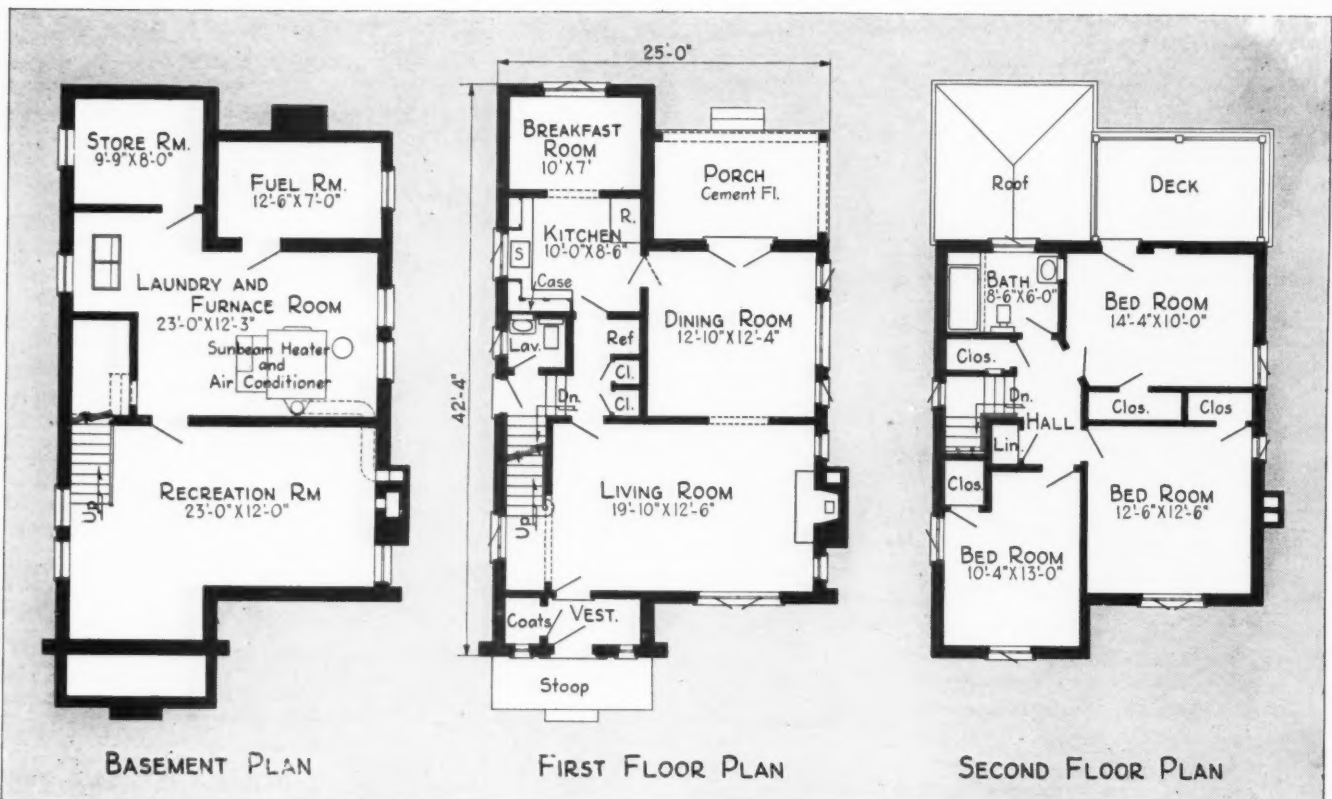 STORE RM.
9'-9"X8'-0"
FUEL RM.
12'-6"X7'-0"
LAUNDRY AND
FURNACE ROOM
23'-0"X12'-3"
Sunbeam Heater
and
Air Conditioner
Up
RECREATION RM
23'-0"X12'-0"
BASEMENT PLAN
25'-0"
42'-4"
BREAKFAST
ROOM
10'X7'
PORCH
Cement Fl.
R.
KITCHEN
10'-0"X8'-6"
S
Case
Lav.
Ref
Cl.
Cl.
Dn.
DINING ROOM
12'-10"X12'-4"
LIVING ROOM
19'-10"X12'-6"
Up
Coats
VEST.
Stoop
FIRST FLOOR PLAN
Roof
DECK
BATH
8'-6"X6'-0"
BED ROOM
14'-4"X10'-0"
Clos.
Dn.
HALL
Clos.
Clos
Lin.
Clos.
BED ROOM
12'-6"X12'-6"
BED ROOM
10'-4"X13'-0"
SECOND FLOOR PLAN